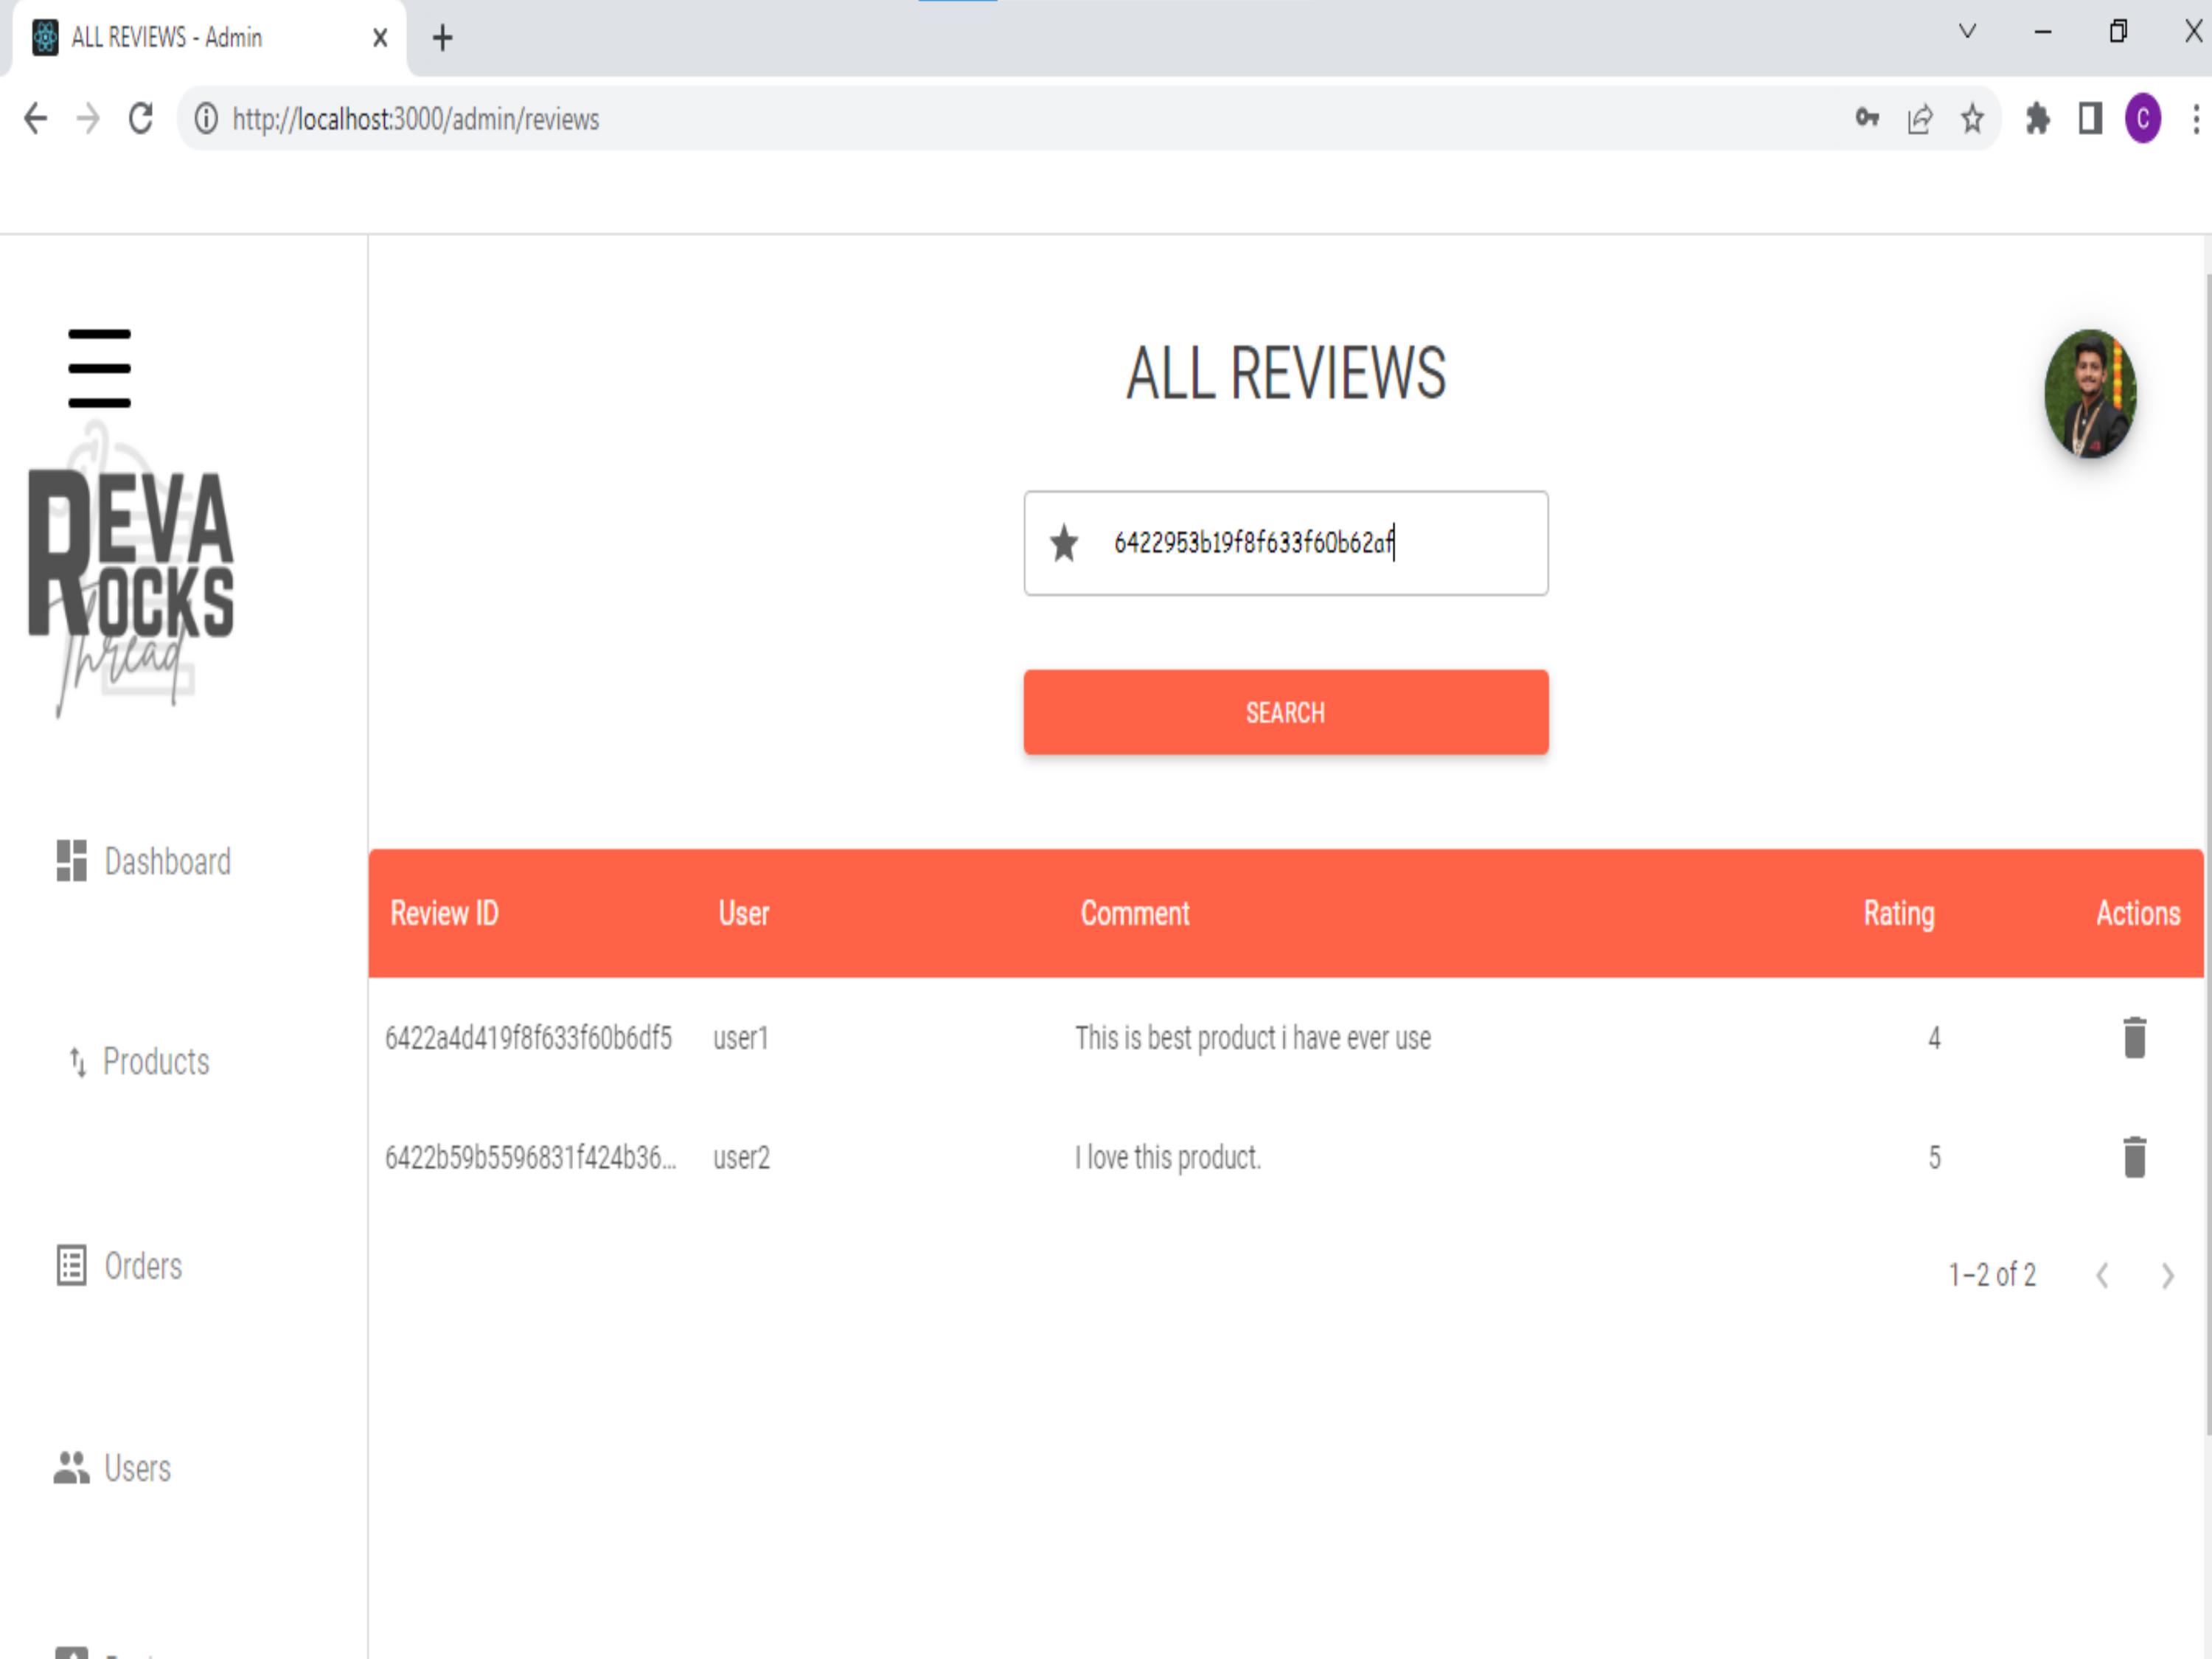 ALL REVIEWS - Admin
http://localhost:3000/admin/reviews
C
ALL REVIEWS
6422953b19f8f633f60b62af
SEARCH
REVA
ROCKS
Thread
Dashboard
Products
Orders
Users
Review ID User Comment Rating Actions
6422a4d419f8f633f60b6df5 user1 This is best product i have ever use 4
6422b59b5596831f424b36... user2 I love this product. 5
1–2 of 2